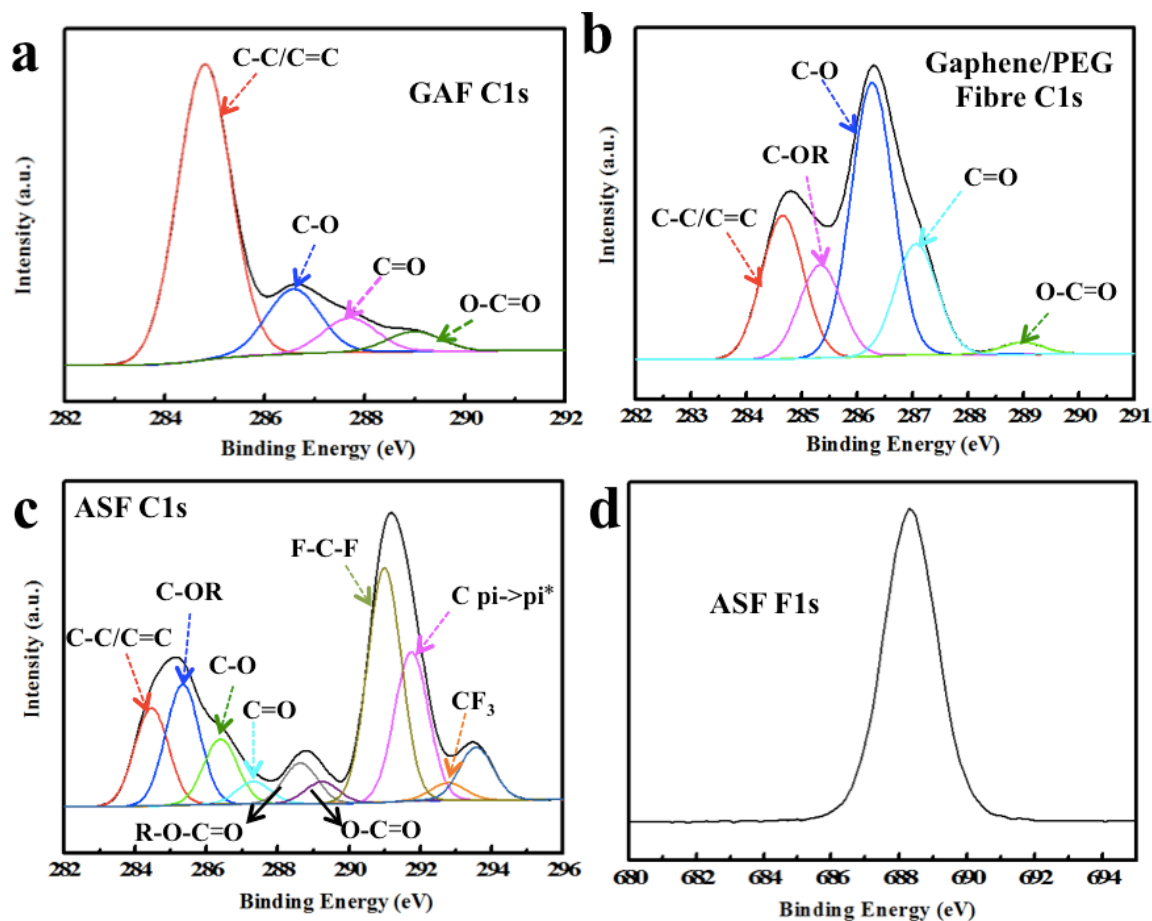 a
C-C/C=C
GAF C1s
C-O
C=O
O-C=O
Intensity (a.u.)
282 284 286 288 290 292
Binding Energy (eV)
b
C-O
Gaphene/PEG
Fibre C1s
C-OR
C=O
C-C/C=C
O-C=O
Intensity (a.u.)
282 283 284 285 286 287 288 289 290 291
Binding Energy (eV)
c
ASF C1s
F-C-F
C-OR
C pi->pi*
C-C/C=C
C-O
C=O
CF3
R-O-C=O
O-C=O
Intensity (a.u.)
282 284 286 288 290 292 294 296
Binding Energy (eV)
d
ASF F1s
Intensity (a.u.)
680 682 684 686 688 690 692 694
Binding Energy (eV)